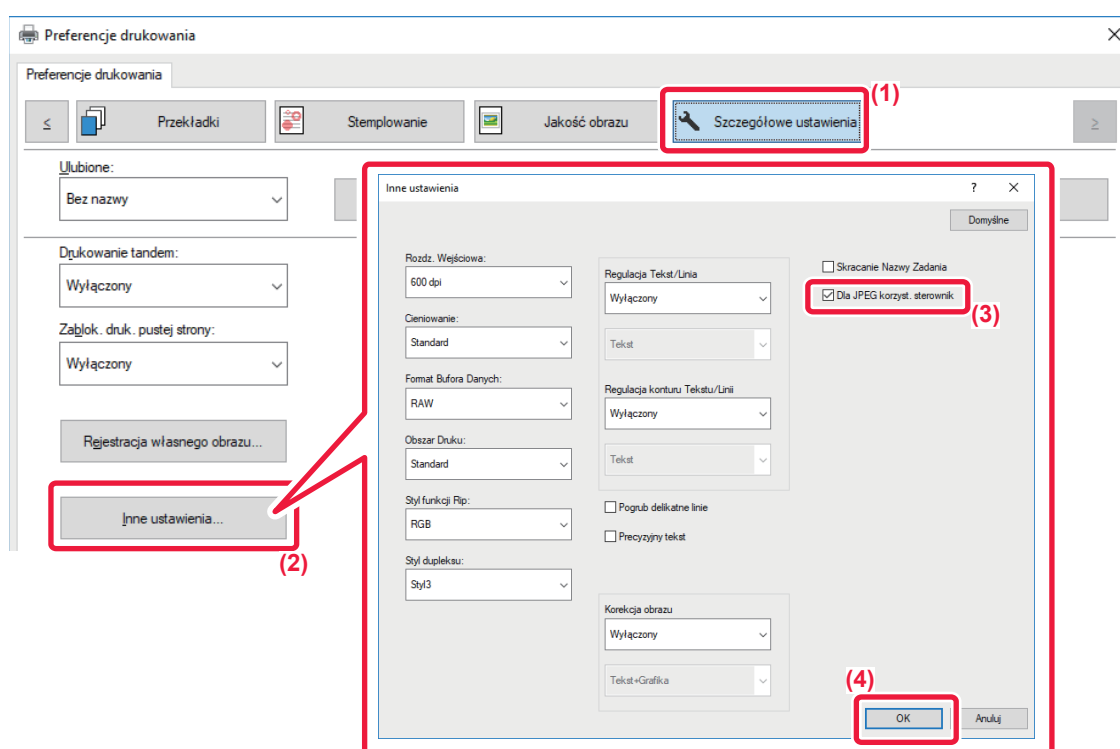 Preferencje drukowania
Preferencje drukowania
(1)
≤ Przekładki Stemplowanie Jakość obrazu Szczegółowe ustawienia ≥
Ulubione:
Bez nazwy
Drukowanie tandem:
Wyłączony
Zablok. druk. pustej strony:
Wyłączony
Rejestracja własnego obrazu...
Inne ustawienia...
(2)
Inne ustawienia ? X
Domyślne
Rozdz. Wejściowa:
600 dpi
Cieniowanie:
Standard
Format Bufora Danych:
RAW
Obszar Druku:
Standard
Styl funkcji Rip:
RGB
Styl dupleksu:
Styl3
Regulacja Tekst/Linia
Wyłączony
Tekst
Regulacja konturu Tekstu/Linii
Wyłączony
Tekst
Pogrub delikatne linie
Precyzyjny tekst
Korekcja obrazu
Wyłączony
Tekst+Grafika
Skracanie Nazwy Zadania
Dla JPEG korzyst. sterownik
(3)
(4)
OK Anuluj